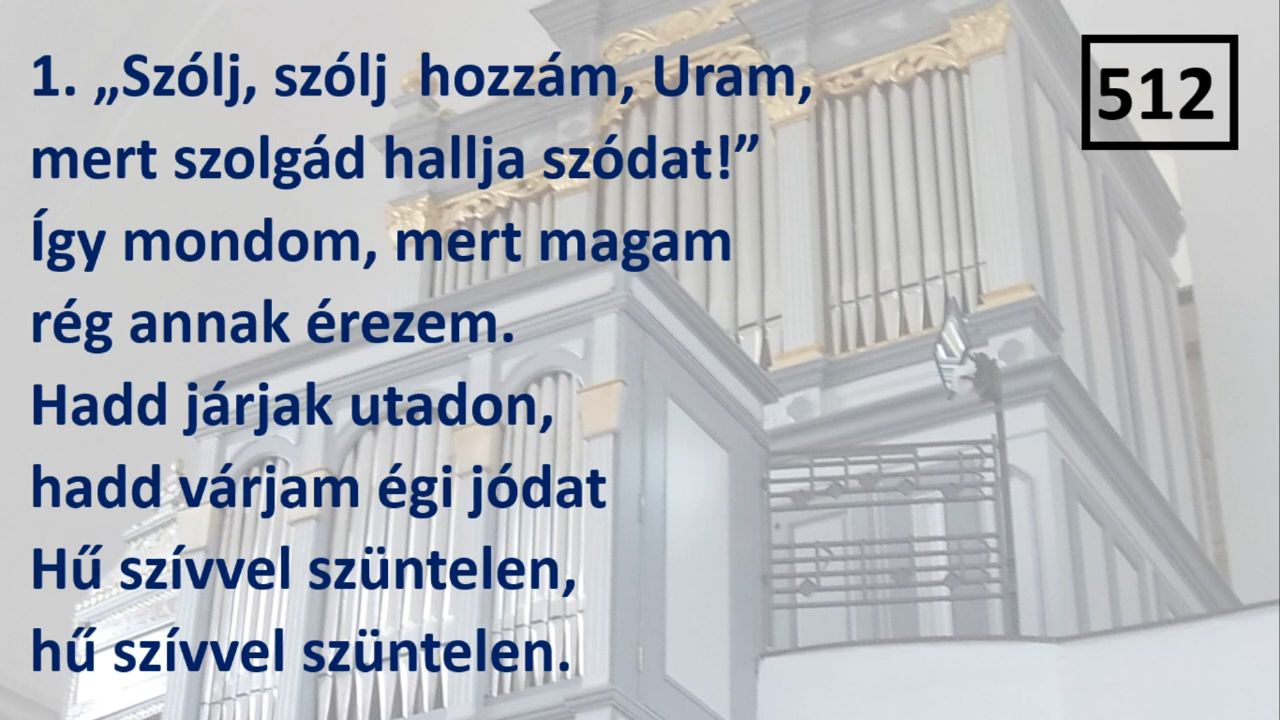 1. „Szólj, szólj  hozzám, Uram,
mert szolgád hallja szódat!”
Így mondom, mert magam
rég annak érezem.
Hadd járjak utadon,
hadd várjam égi jódat
Hű szívvel szüntelen,
hű szívvel szüntelen.
512